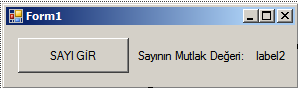 Form1
SAYI GİR
Sayının Mutlak Değeri: label2